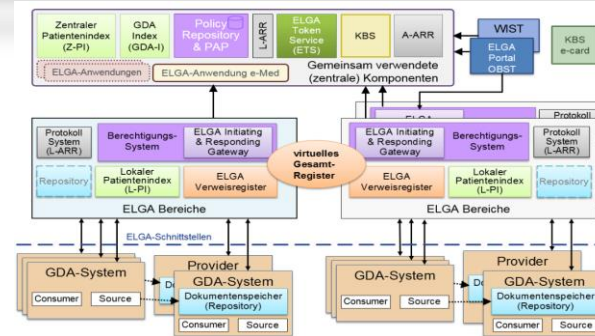 Zentraler
Patientenindex
(Z-PI)
GDA
Index
(GDA-I)
Policy
Repository
& PAP
L-ARR
ELGA
Token
Service
(ETS)
KBS
A-ARR
Gemeinsam verwendete
(zentrale) Komponenten
ELGA-Anwendungen
ELGA-Anwendung e-Med
WIST
ELGA
Portal
OBST
KBS
e-card
Protokoll
System
(L-ARR)
Berechtigungs-
System
ELGA Initiating
& Responding
Gateway
Repository
Lokaler
Patientenindex
(L-PI)
ELGA
Verweisregister
ELGA Bereiche
virtuelles
Gesamt-
Register
ELGA
Protokoll
ELGA Initiating
& Responding
Gateway
Berechtigungs-
System
Protokoll
System
(L-ARR)
ELGA
Verweisregister
Lokaler
Patientenindex
(L-PI)
Repository
ELGA Bereiche
ELGA-Schnittstellen
GDA-System
Consumer
Source
Provider
GDA-System
Dokumentenspeicher
(Repository)
Consumer
Source
GDA-System
Consumer
Source
Provider
GDA-System
Dokumentenspeicher
(Repository)
Consumer
Source